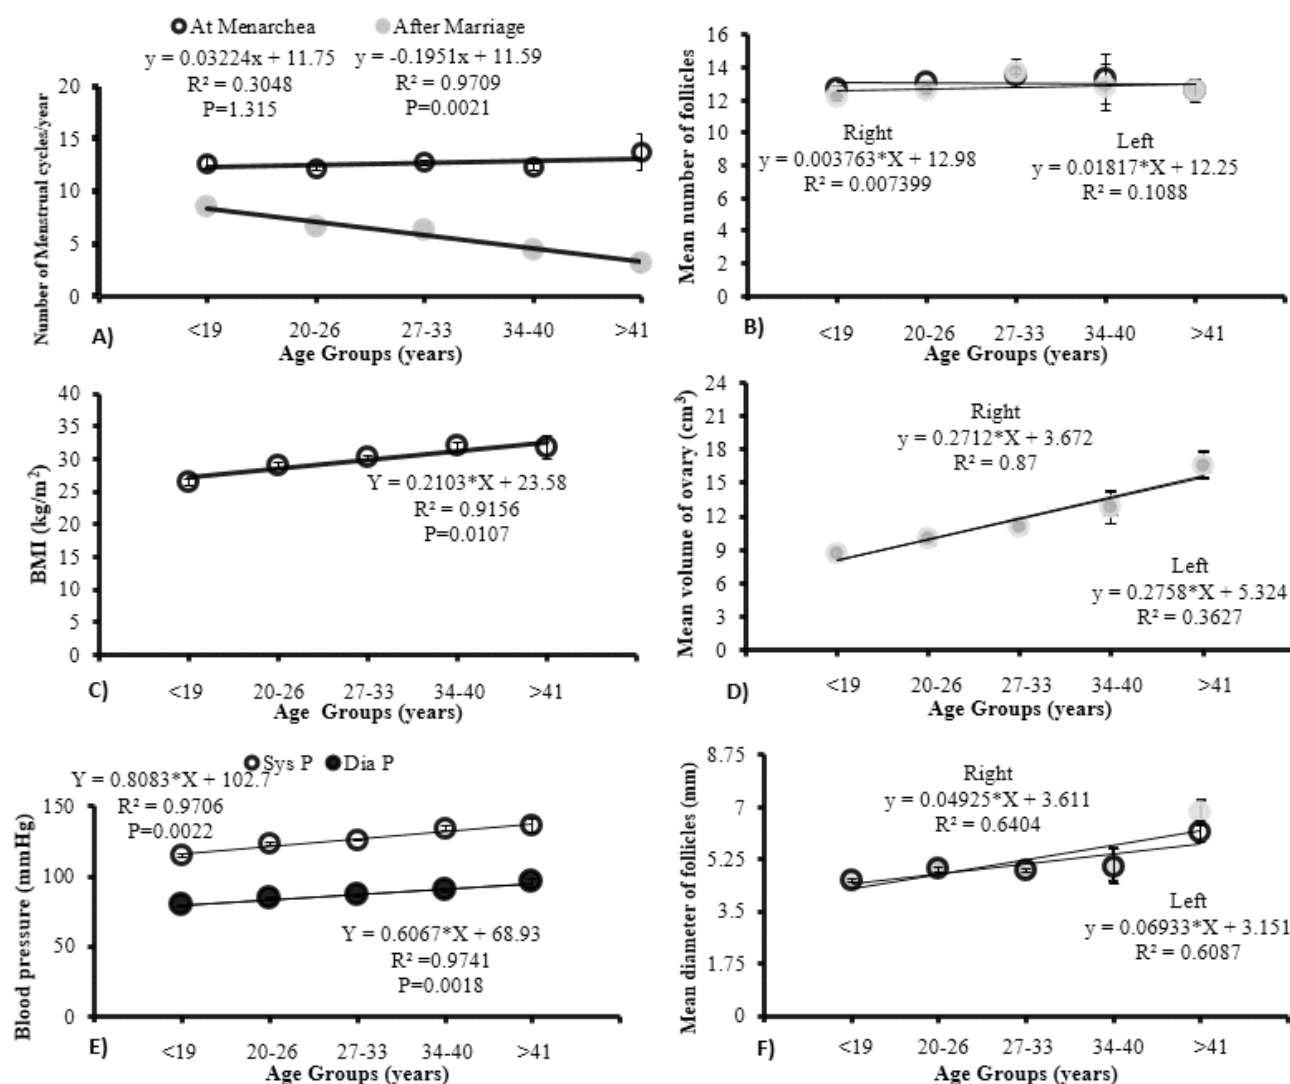 At Menarchea
After Marriage
y = 0.03224x + 11.75
R² = 0.3048
P=1.315
y = -0.1951x + 11.59
R² = 0.9709
P=0.0021
Number of Menstrual cycles/year
20
15
10
5
0
<19
20-26
27-33
34-40
>41
A)
Age Groups (years)
Mean number of follicles
16
14
12
10
8
6
4
2
0
Right
y = 0.003763*X + 12.98
R² = 0.007399
Left
y = 0.01817*X + 12.25
R² = 0.1088
<19
20-26
27-33
34-40
>41
B)
Age Groups (years)
BMI (kg/m²)
40
35
30
25
20
15
10
5
0
Y = 0.2103*X + 23.58
R² = 0.9156
P=0.0107
<19
20-26
27-33
34-40
>41
C)
Age Groups (years)
Mean volume of ovary (cm³)
24
21
18
15
12
9
6
3
0
Right
y = 0.2712*X + 3.672
R² = 0.87
Left
y = 0.2758*X + 5.324
R² = 0.3627
<19
20-26
27-33
34-40
>41
D)
Age Groups (years)
Sys P
Dia P
Y = 0.8083*X + 102.7
R² = 0.9706
P=0.0022
Blood pressure (mmHg)
150
100
50
0
Y = 0.6067*X + 68.93
R² =0.9741
P=0.0018
<19
20-26
27-33
34-40
>41
E)
Age Groups (years)
Mean diameter of follicles (mm)
8.75
7
5.25
3.5
1.75
0
Right
y = 0.04925*X + 3.611
R² = 0.6404
Left
y = 0.06933*X + 3.151
R² = 0.6087
<19
20-26
27-33
34-40
>41
F)
Age Groups (years)